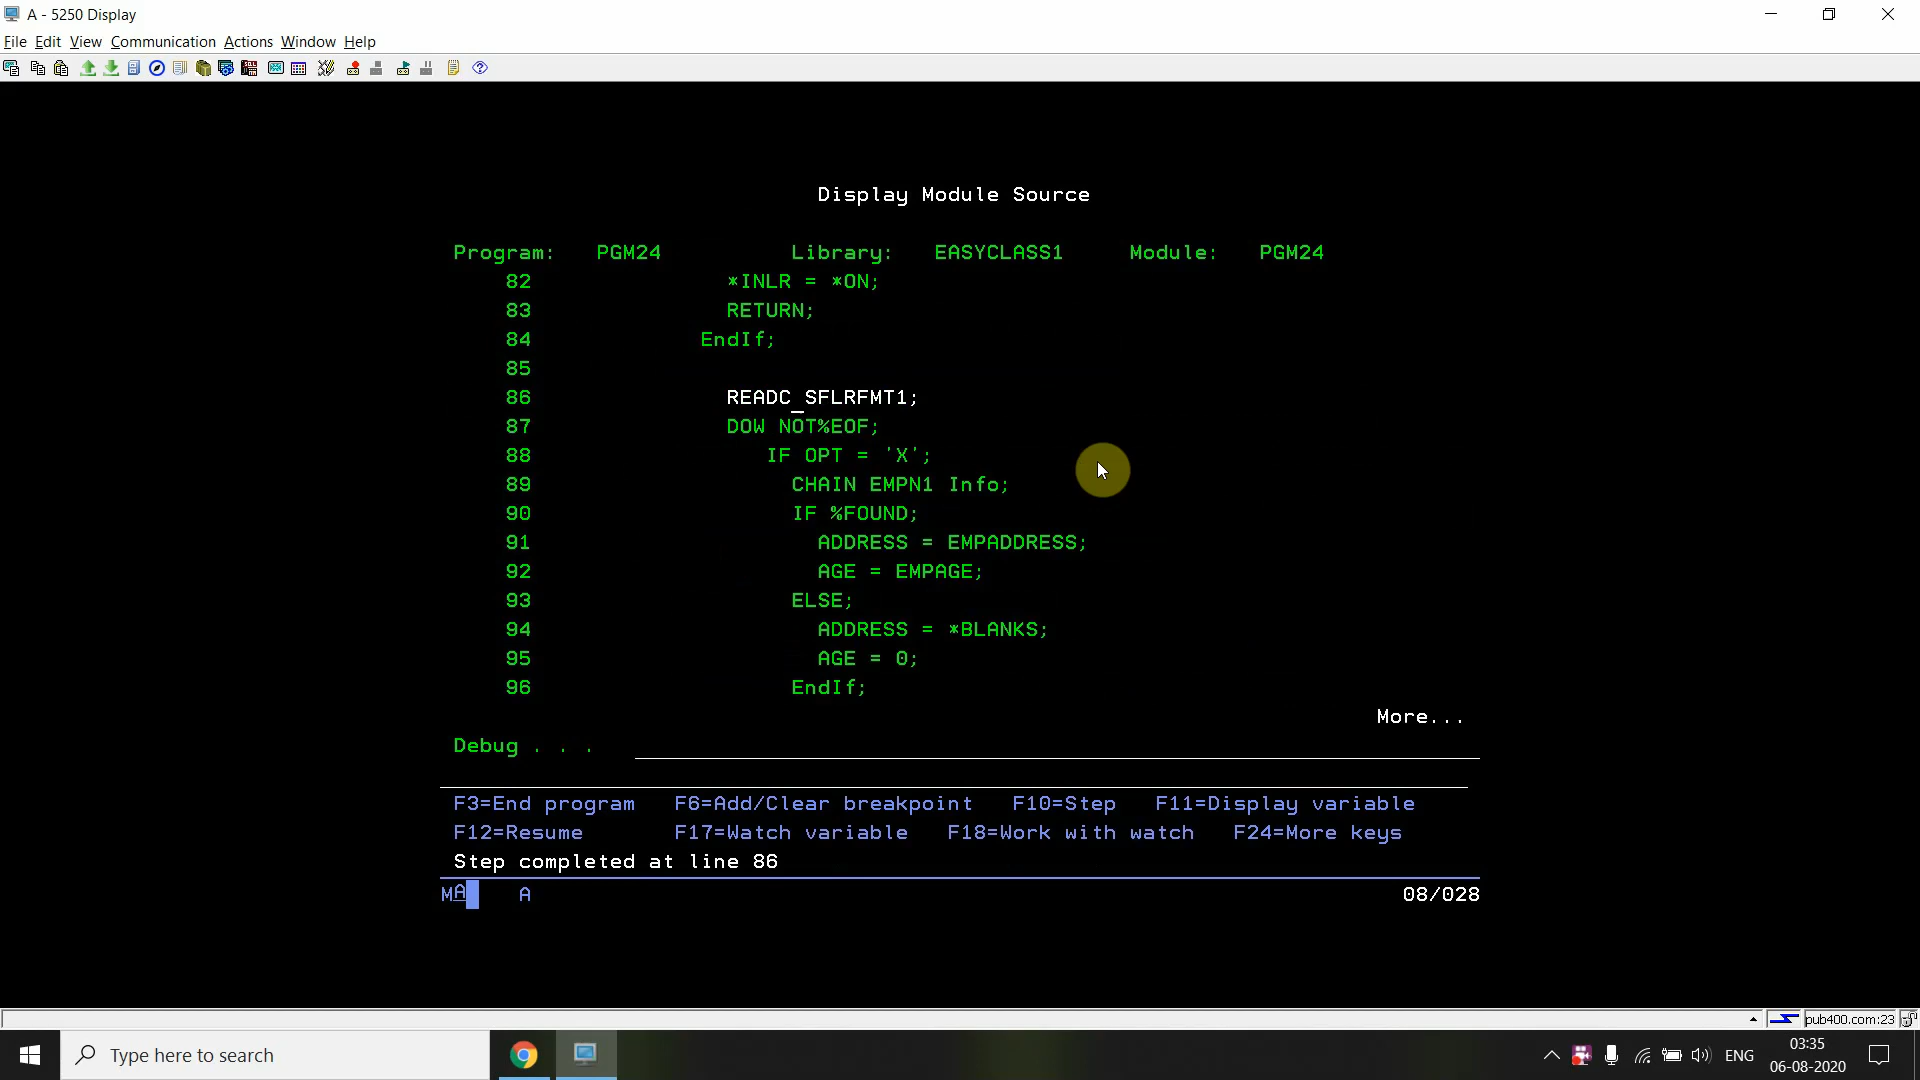 A - 5250 Display
File Edit View Communication Actions Window Help
Display Module Source
Program: PGM24 Library: EASYCLASS1 Module: PGM24
82 *INLR = *ON;
83 RETURN;
84 EndIf;
85
86 READC_SFLRFMT1;
87 DOW NOT%EOF;
88 IF OPT = 'X';
89 CHAIN EMPN1 Info;
90 IF %FOUND;
91 ADDRESS = EMPADDRESS;
92 AGE = EMPAGE;
93 ELSE;
94 ADDRESS = *BLANKS;
95 AGE = 0;
96 EndIf;
More...
Debug . . .
F3=End program F6=Add/Clear breakpoint F10=Step F11=Display variable
F12=Resume F17=Watch variable F18=Work with watch F24=More keys
Step completed at line 86
MA A 08/028
pub400.com:23
Type here to search
ENG
03:35
06-08-2020